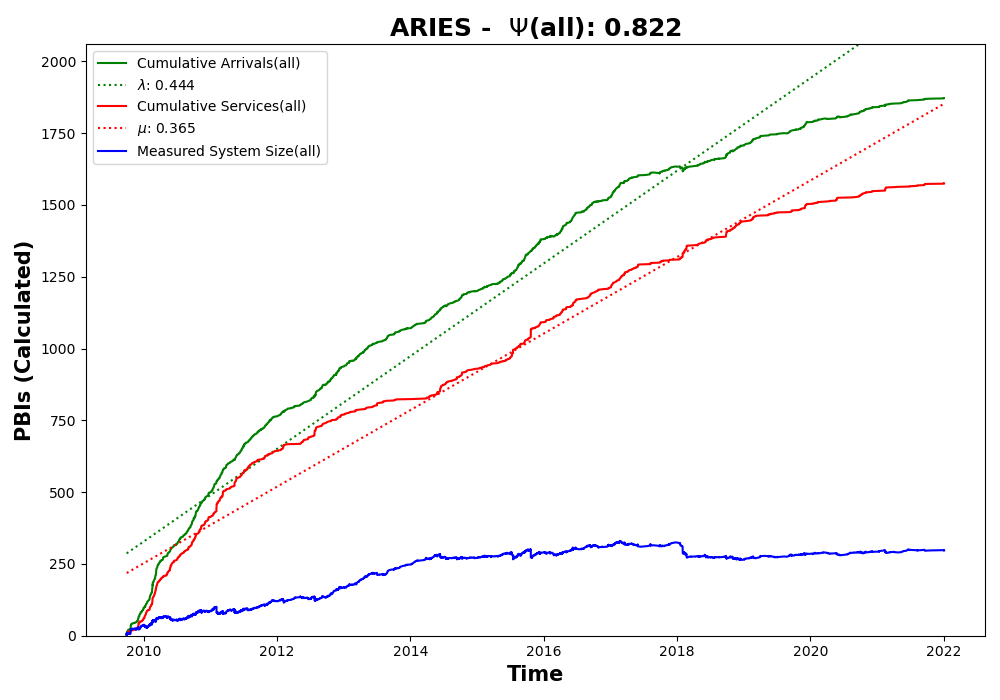 ARIES - Ψ(all): 0.822
Cumulative Arrivals(all)
λ: 0.444
Cumulative Services(all)
μ: 0.365
Measured System Size(all)
PBIs (Calculated)
2000
1750
1500
1250
1000
750
500
250
0
2010 2012 2014 2016 2018 2020 2022
Time